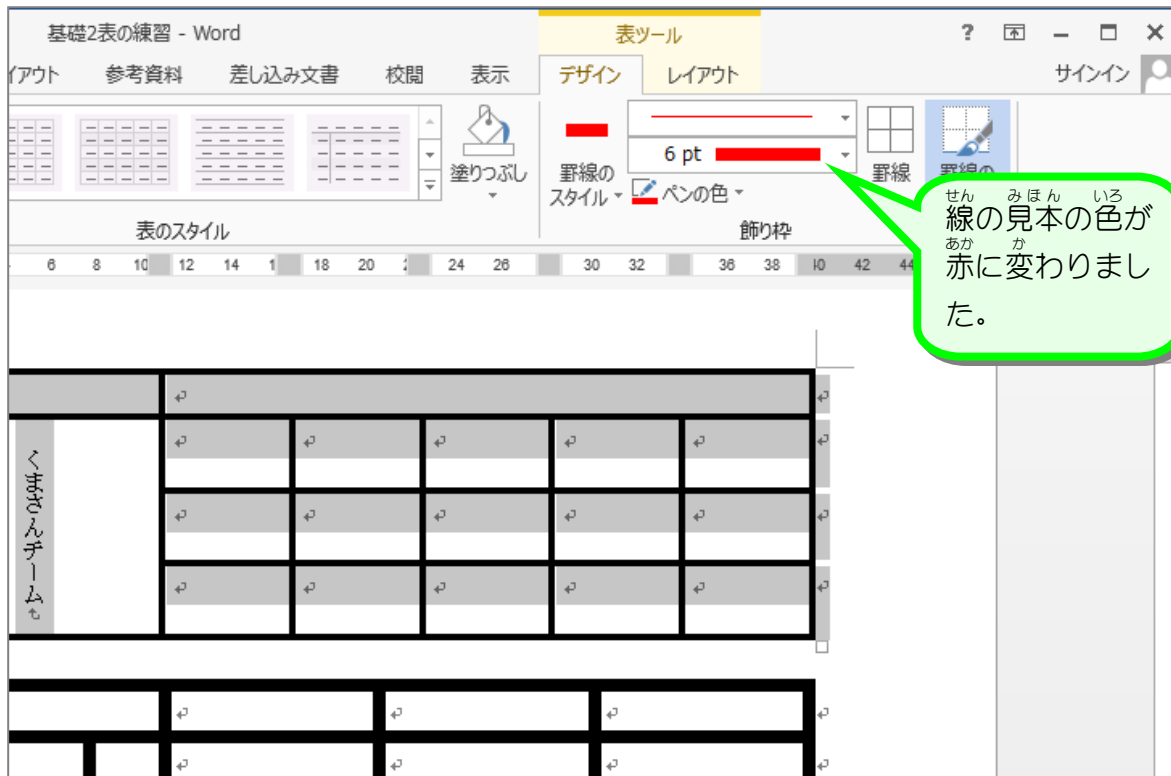 基礎2表の練習 - Word
表ツール
?
イアウト 参考資料 差し込み文書 校閲 表示 デザイン レイアウト サインイン
6 pt
塗りつぶし
罫線の
スタイル
ペンの色
罫線
罫線の
表のスタイル
飾り枠
6 8 10 12 14 1 18 20 2 24 26 30 32 36 38 40 42 44
せん みほん いろ
線の見本の色が
あか か
赤に変わりまし
た。
くまさんチーム